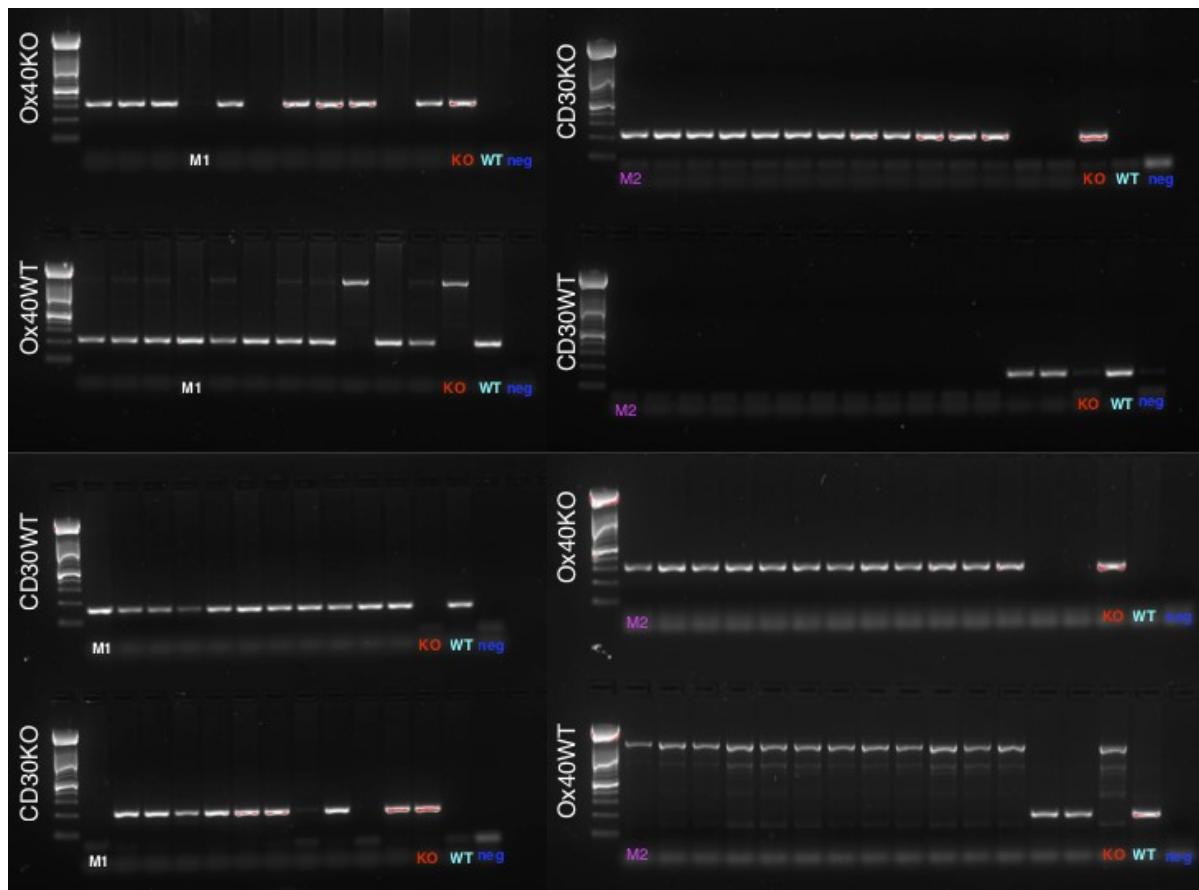 Ox40KO
M1 KO WT neg
Ox40WT
M1 KO WT neg
CD30KO
M2 KO WT neg
CD30WT
M2 KO WT neg
CD30WT
M1 KO WT neg
CD30KO
M1 KO WT neg
Ox40KO
M2 KO WT neg
Ox40WT
M2 KO WT neg